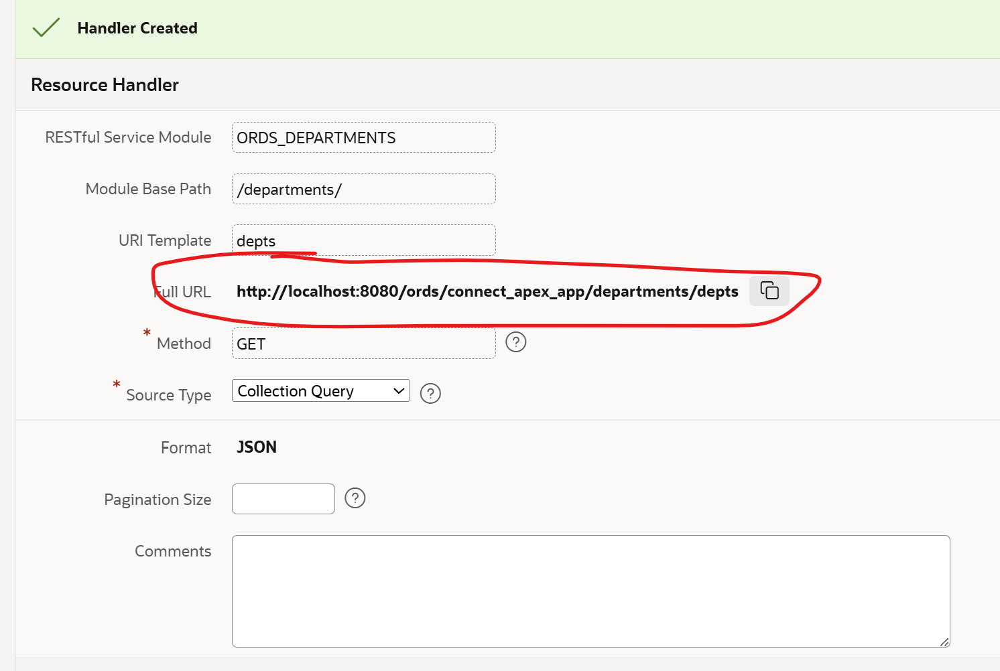 Handler Created
Resource Handler
RESTful Service Module ORDS_DEPARTMENTS
Module Base Path /departments/
URI Template depts
Full URL http://localhost:8080/ords/connect_apex_app/departments/depts
* Method GET ?
* Source Type Collection Query ?
Format JSON
Pagination Size ?
Comments